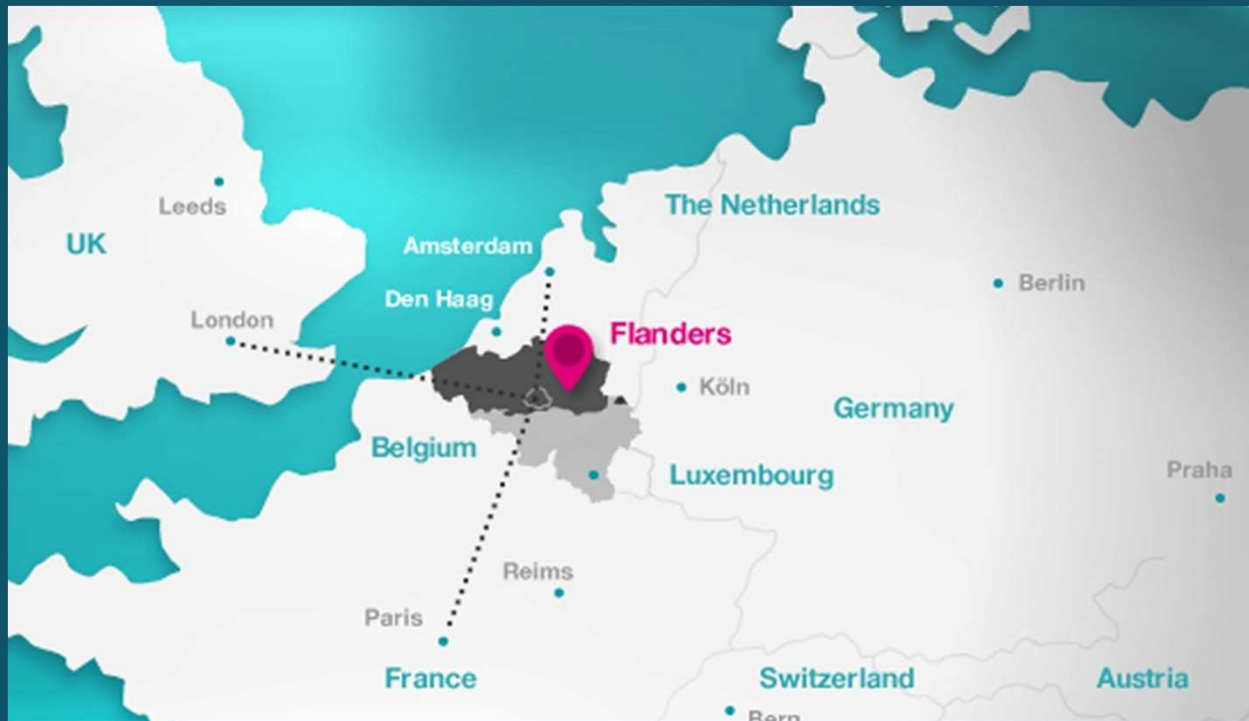 Leeds
The Netherlands
UK
Amsterdam
Berlin
Den Haag
London
Flanders
Köln
Germany
Belgium
Luxembourg
Praha
Reims
Paris
France
Switzerland
Austria
Bern